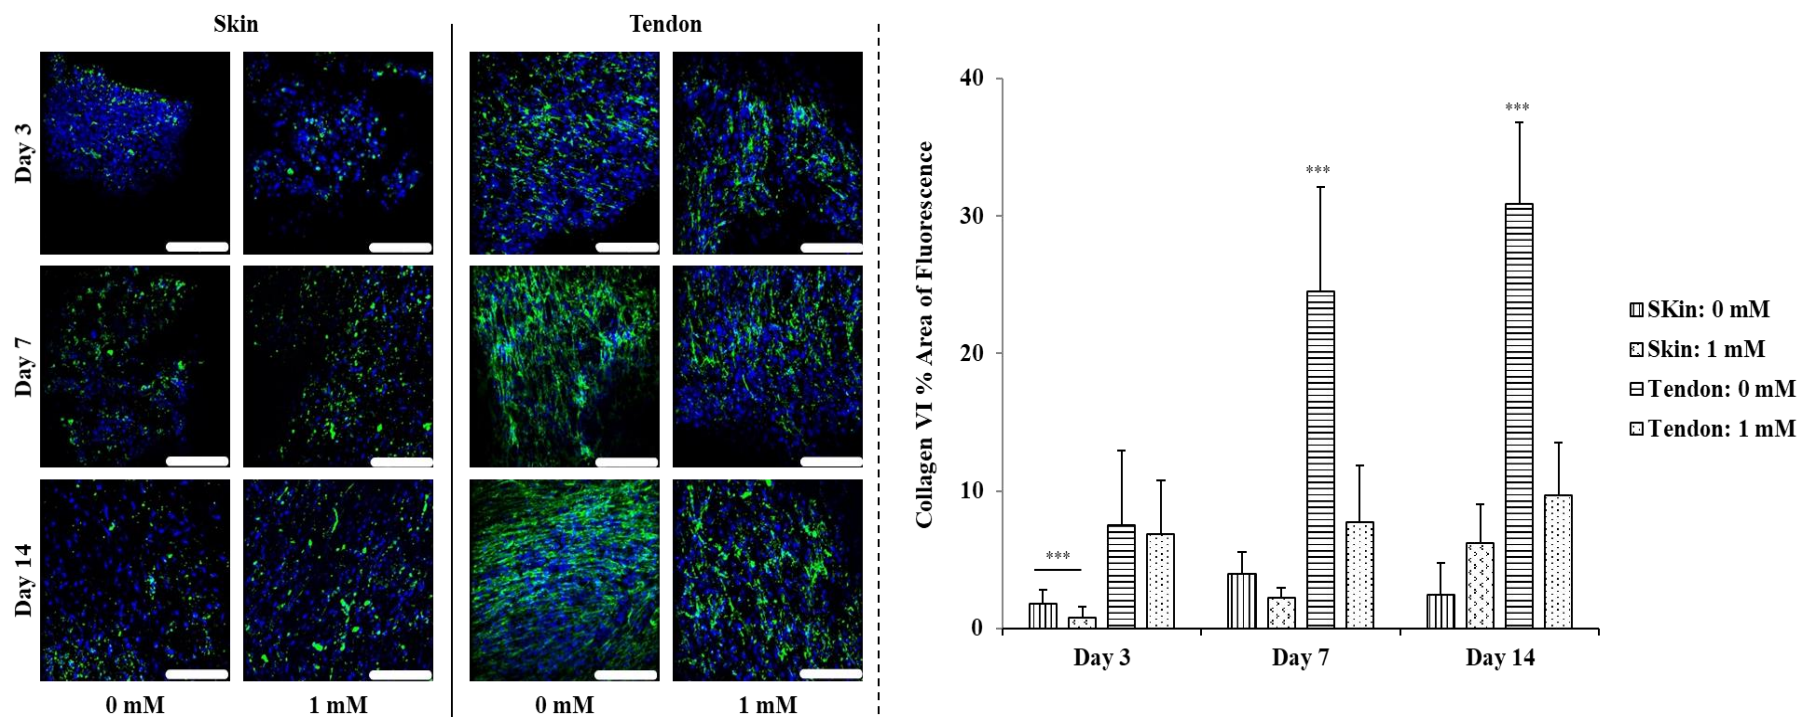 Skin
Tendon
Day 3
Day 7
Day 14
0 mM
1 mM
0 mM
1 mM
Collagen VI % Area of Fluorescence
40
30
20
10
0
***
***
***
Day 3
Day 7
Day 14
SKin: 0 mM
Skin: 1 mM
Tendon: 0 mM
Tendon: 1 mM